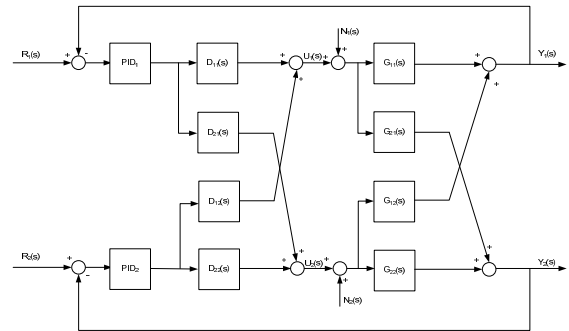 N₁(s)
R₁(s) + - PID₁ D₁₁(s) + + U₁(s) + + G₁₁(s) + + Y₁(s)
D₂₁(s) G₂₁(s)
D₁₂(s) G₁₂(s)
R₂(s) + - PID₂ D₂₂(s) + + U₂(s) + + G₂₂(s) + + Y₂(s)
N₂(s)